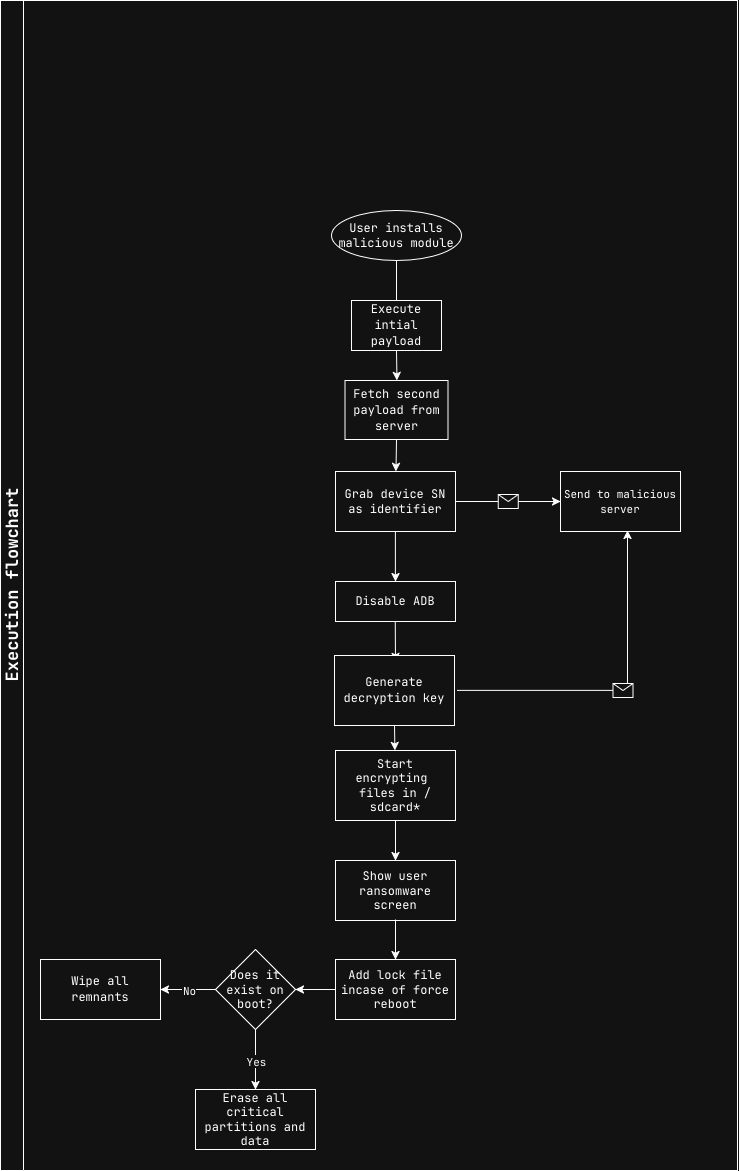 Execution flowchart
User installs
malicious module
Execute
intial
payload
Fetch second
payload from
server
Grab device SN
as identifier
Send to malicious
server
Disable ADB
Generate
decryption key
Start
encrypting
files in /
sdcard*
Show user
ransomware
screen
Add lock file
incase of force
reboot
Does it
exist on
boot?
No
Wipe all
remnants
Yes
Erase all
critical
partitions and
data